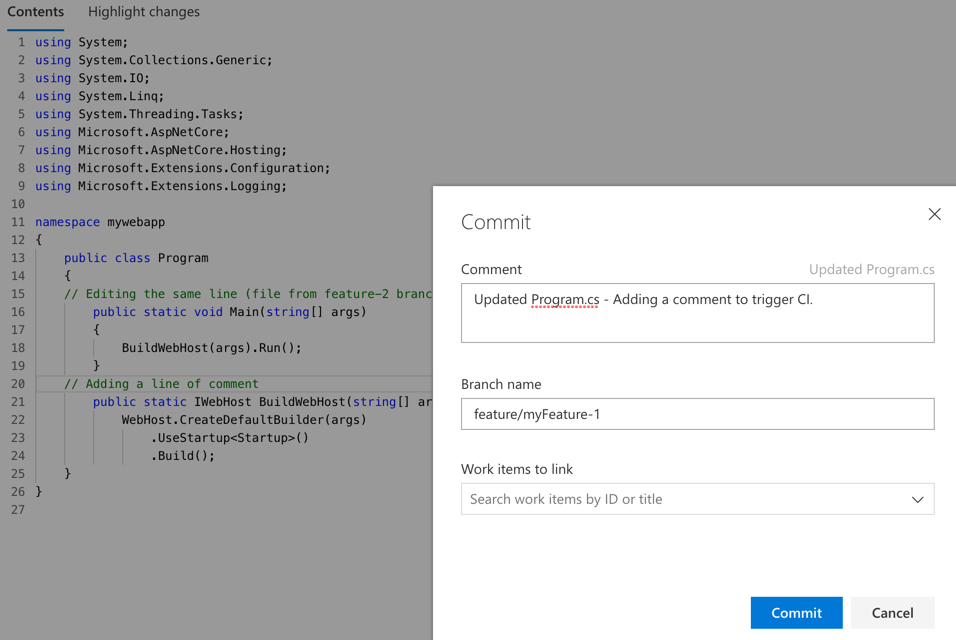 Contents Highlight changes
1 using System;
2 using System.Collections.Generic;
3 using System.IO;
4 using System.Linq;
5 using System.Threading.Tasks;
6 using Microsoft.AspNetCore;
7 using Microsoft.AspNetCore.Hosting;
8 using Microsoft.Extensions.Configuration;
9 using Microsoft.Extensions.Logging;
10
11 namespace mywebapp
12 {
13     public class Program
14     {
15     // Editing the same line (file from feature-2 branc
16         public static void Main(string[] args)
17         {
18             BuildWebHost(args).Run();
19         }
20     // Adding a line of comment
21         public static IWebHost BuildWebHost(string[] ar
22             WebHost.CreateDefaultBuilder(args)
23                 .UseStartup<Startup>()
24                 .Build();
25     }
26 }
27
Commit
Comment Updated Program.cs
Updated Program.cs - Adding a comment to trigger CI.
Branch name
feature/myFeature-1
Work items to link
Search work items by ID or title
Commit Cancel